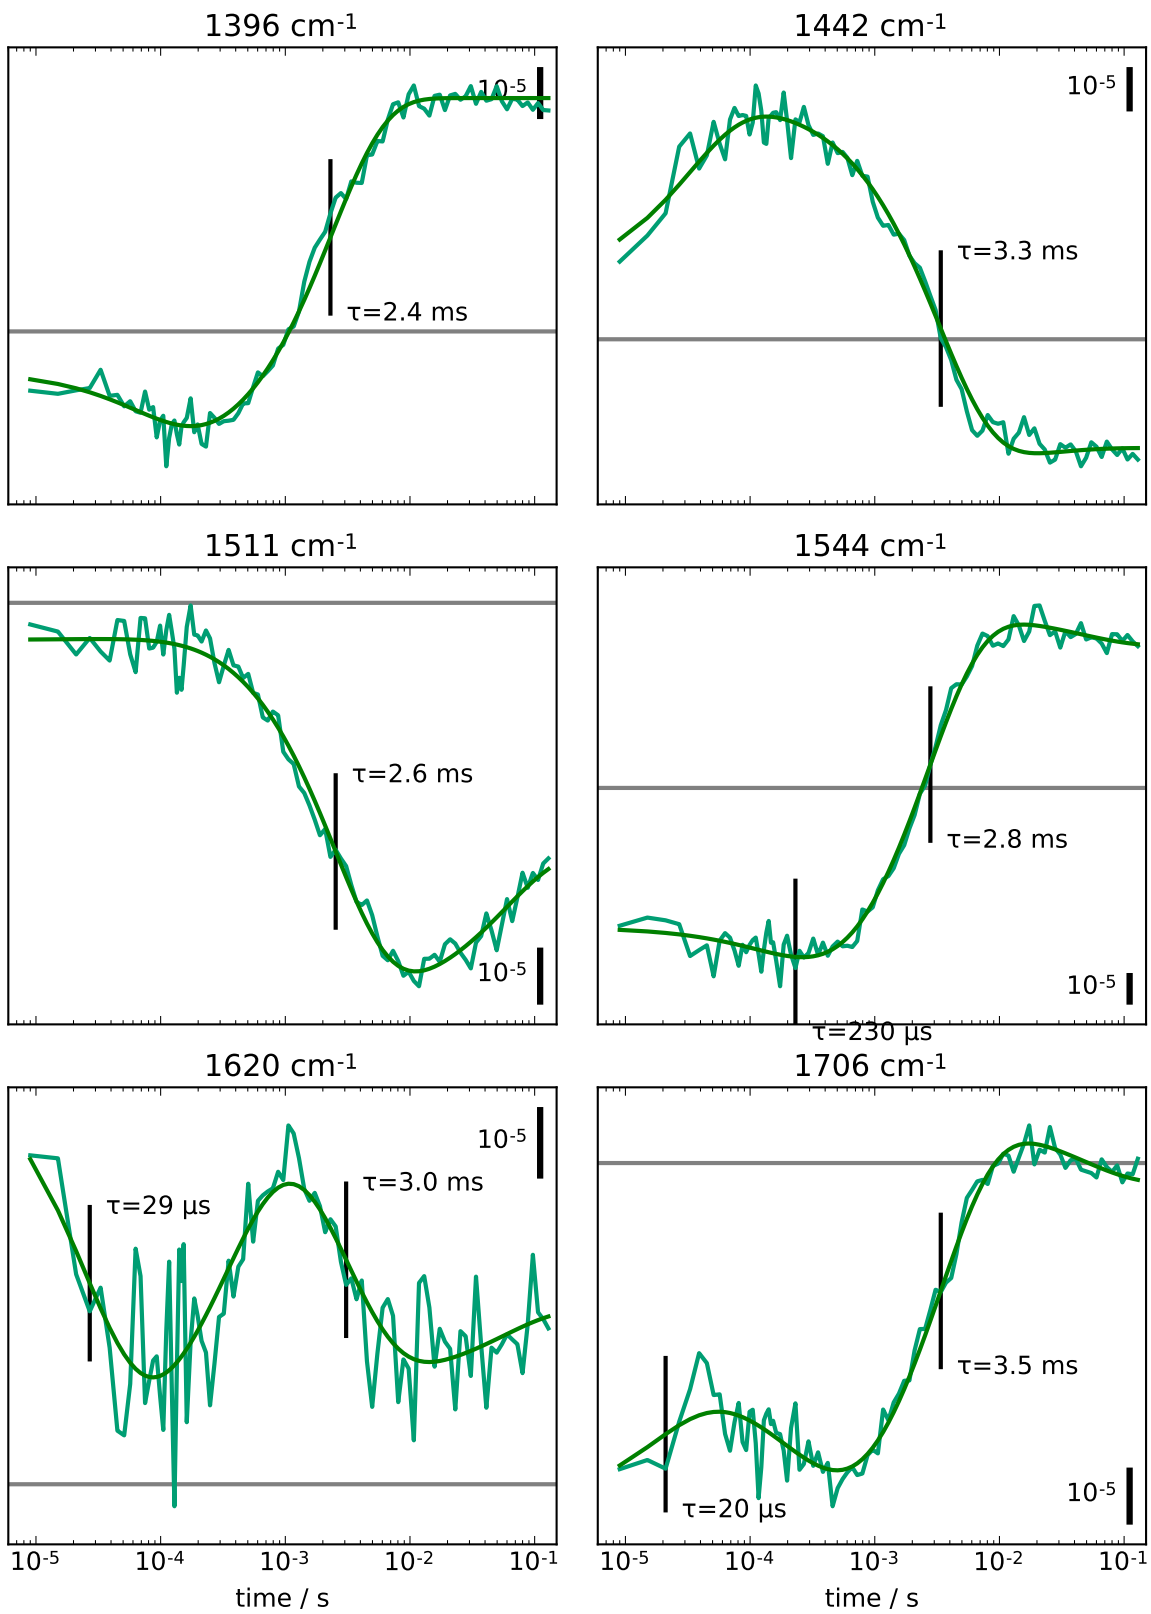 1396 cm⁻¹
1442 cm⁻¹
10⁻⁵
10⁻⁵
τ=2.4 ms
τ=3.3 ms
1511 cm⁻¹
1544 cm⁻¹
τ=2.6 ms
τ=2.8 ms
10⁻⁵
10⁻⁵
τ=230 µs
1620 cm⁻¹
1706 cm⁻¹
10⁻⁵
τ=29 µs
τ=3.0 ms
τ=3.5 ms
10⁻⁵
τ=20 µs
10⁻⁵ 10⁻⁴ 10⁻³ 10⁻² 10⁻¹
10⁻⁵ 10⁻⁴ 10⁻³ 10⁻² 10⁻¹
time / s
time / s